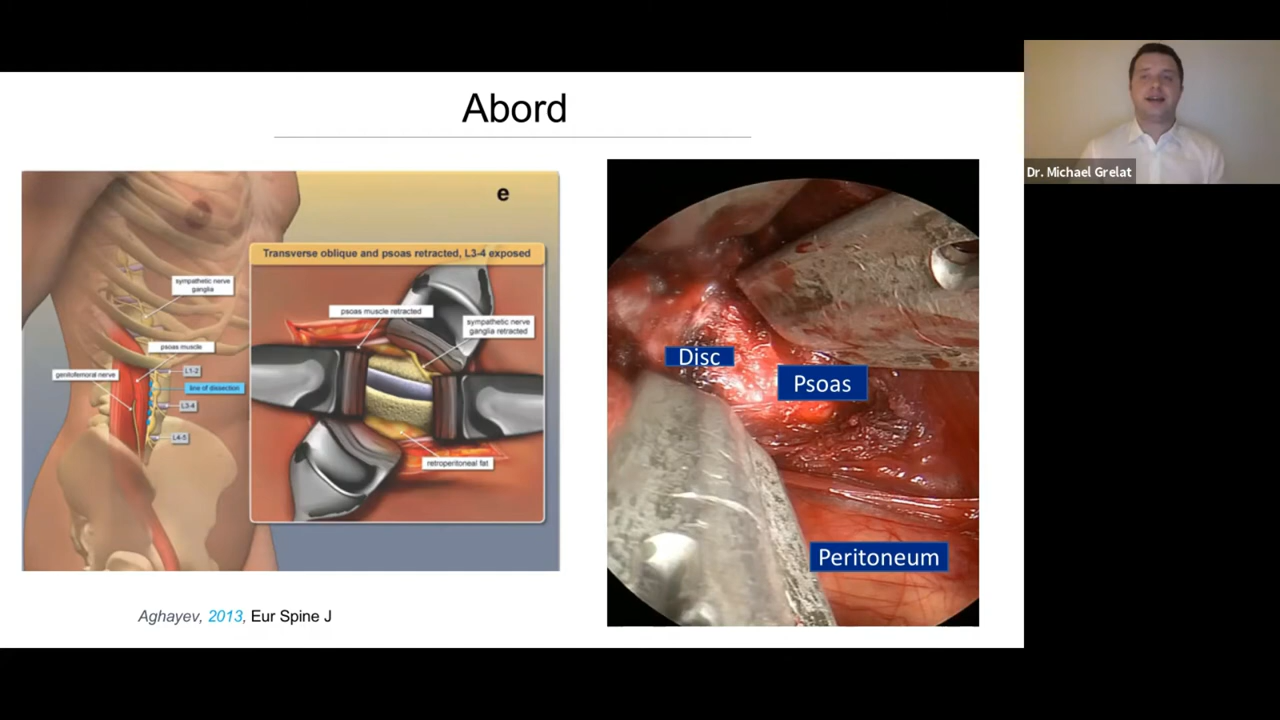 Abord
e
Transverse oblique and psoas retracted, L3-4 exposed
sympathetic nerve
ganglia
psoas muscle
genitofemoral nerve
L1-2
line of dissection
L3-4
L4-5
psoas muscle retracted
sympathetic nerve
ganglia retracted
retroperitoneal fat
Disc
Psoas
Peritoneum
Aghayev, 2013, Eur Spine J
Dr. Michael Grelat